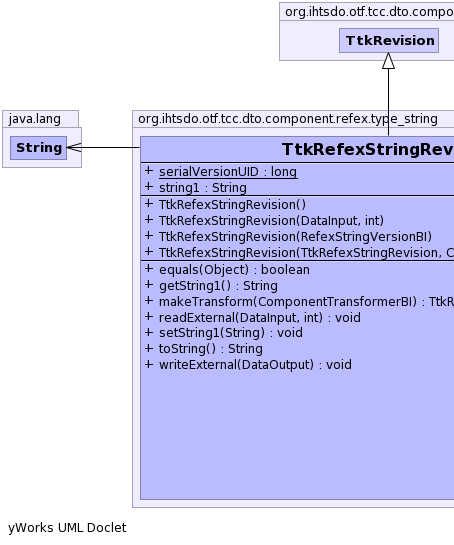 org.ihtsdo.otf.tcc.dto.compo
TtkRevision
java.lang
String
org.ihtsdo.otf.tcc.dto.component.refex.type_string
TtkRefexStringRevi
+ serialVersionUID : long
+ string1 : String
+ TtkRefexStringRevision()
+ TtkRefexStringRevision(DataInput, int)
+ TtkRefexStringRevision(RefexStringVersionBI)
+ TtkRefexStringRevision(TtkRefexStringRevision, C
+ equals(Object) : boolean
+ getString1() : String
+ makeTransform(ComponentTransformerBI) : TtkR
+ readExternal(DataInput, int) : void
+ setString1(String) : void
+ toString() : String
+ writeExternal(DataOutput) : void
yWorks UML Doclet